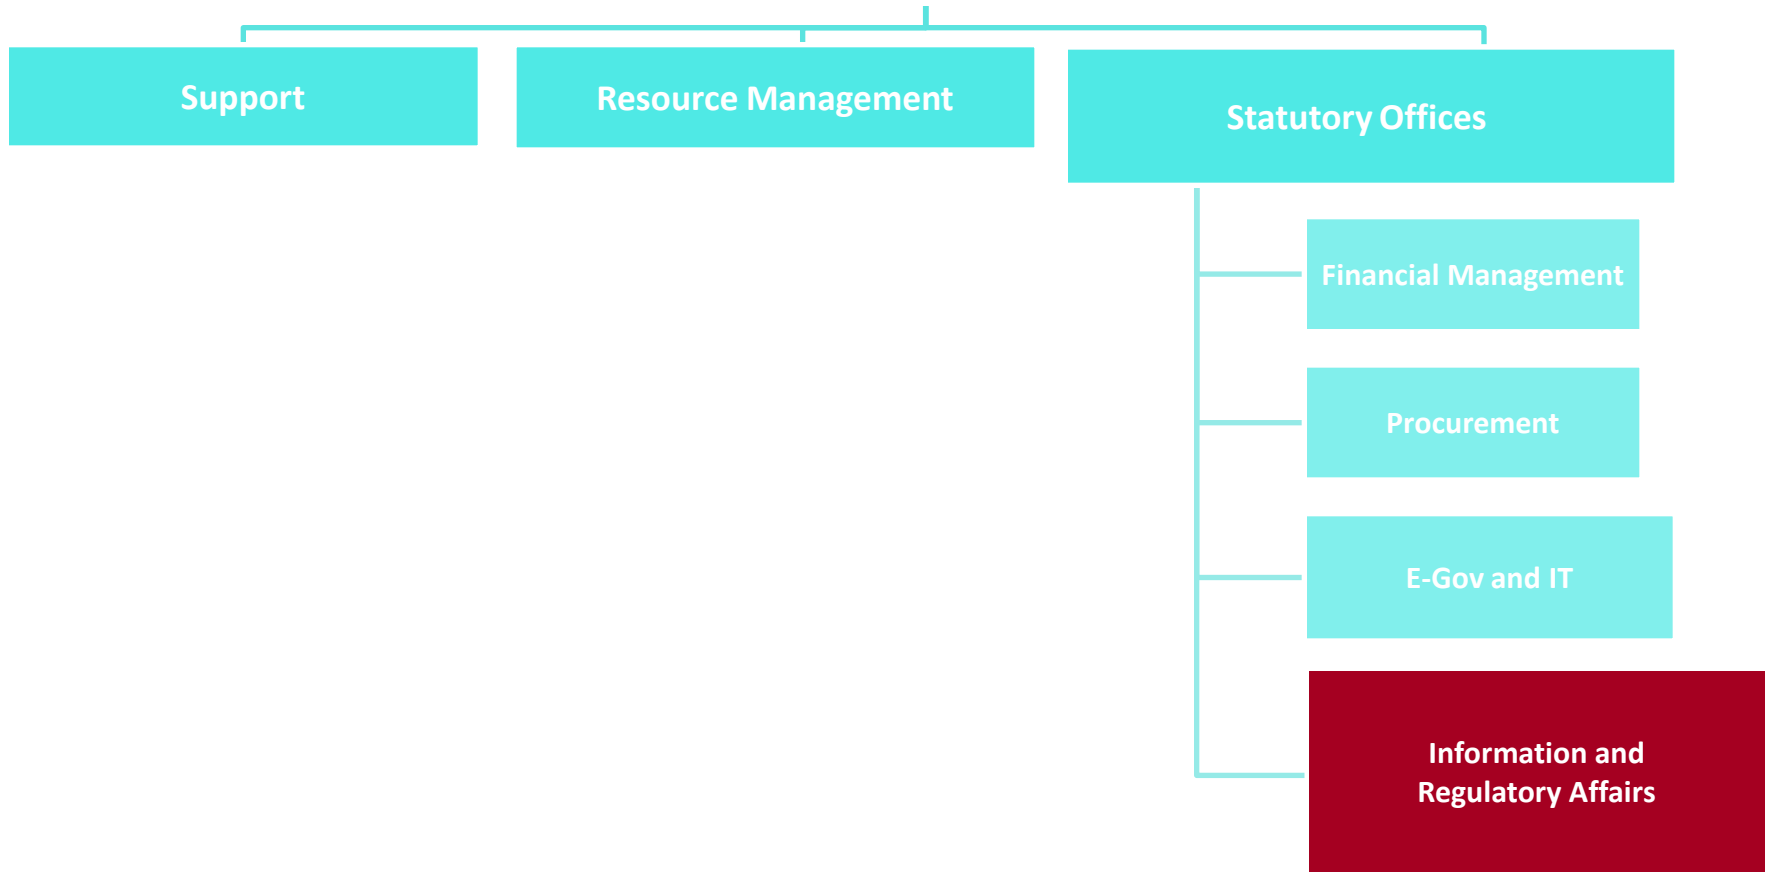 Support
Resource Management
Statutory Offices
Financial Management
Procurement
E-Gov and IT
Information and
Regulatory Affairs